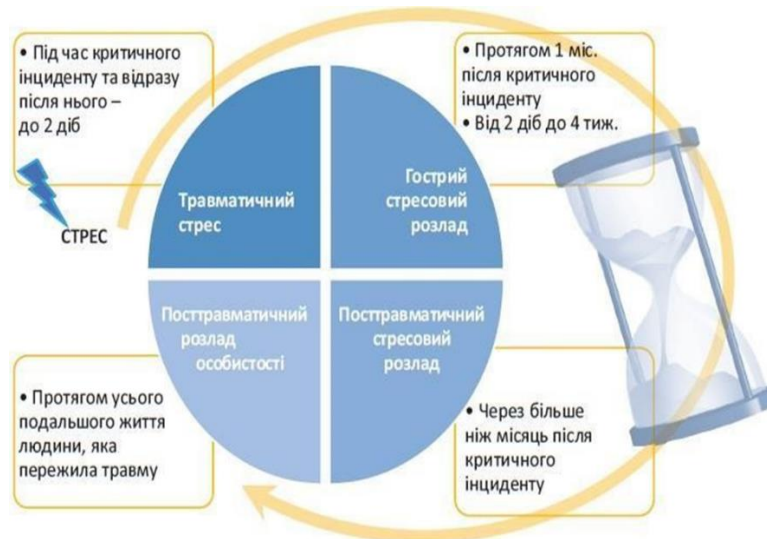 • Під час критичного
інциденту та відразу
після нього –
до 2 діб
• Протягом 1 міс.
після критичного
інциденту
• Від 2 діб до 4 тиж.
Травматичний
стрес
Гострий
стресовий
розлад
СТРЕС
Посттравматичний
розлад
особистості
Посттравматичний
стресовий
розлад
• Протягом усього
подальшого життя
людини, яка
пережила травму
• Через більше
ніж місяць після
критичного
інциденту